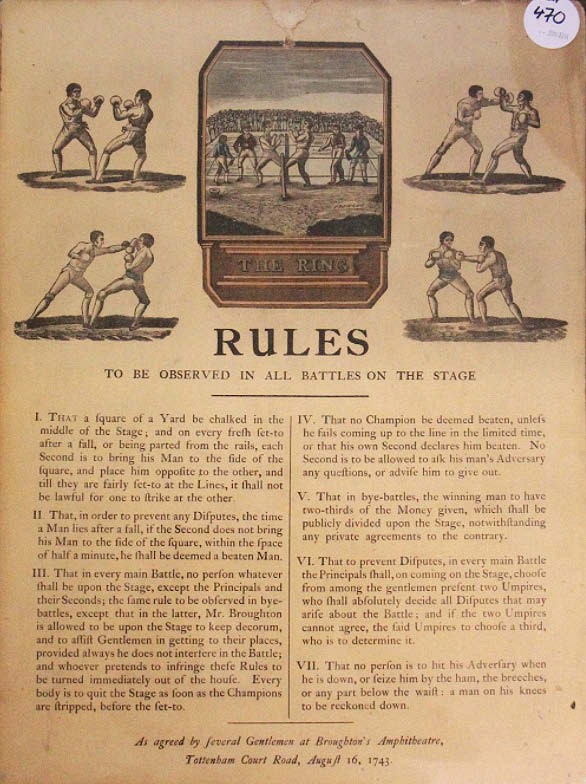 470
THE RING
RULES
TO BE OBSERVED IN ALL BATTLES ON THE STAGE
I. THAT a ſquare of a Yard be chalked in the
middle of the Stage; and on every freſh ſet-to
after a fall, or being parted from the rails, each
Second is to bring his Man to the ſide of the
ſquare, and place him oppoſite to the other, and
till they are fairly ſet-to at the Lines, it ſhall not
be lawful for one to ſtrike at the other.
II That, in order to prevent any Diſputes, the time
a Man lies after a fall, if the Second does not bring
his Man to the ſide of the ſquare, within the ſpace
of half a minute, he ſhall be deemed a beaten Man.
III. That in every main Battle, no perſon whatever
ſhall be upon the Stage, except the Principals and
their Seconds; the ſame rule to be obſerved in bye-
battles, except that in the latter, Mr. Broughton
is allowed to be upon the Stage to keep decorum,
and to aſſiſt Gentlemen in getting to their places,
provided always he does not interfere in the Battle;
and whoever pretends to infringe theſe Rules to
be turned immediately out of the houſe. Every
body is to quit the Stage as ſoon as the Champions
are ſtripped, before the ſet-to.
IV. That no Champion be deemed beaten, unleſs
he fails coming up to the line in the limited time,
or that his own Second declares him beaten. No
Second is to be allowed to aſk his man's Adversary
any queſtions, or adviſe him to give out.
V. That in bye-battles, the winning man to have
two-thirds of the Money given, which ſhall be
publicly divided upon the Stage, notwithſtanding
any private agreements to the contrary.
VI. That to prevent Diſputes, in every main Battle
the Principals ſhall, on coming on the Stage, chooſe
from among the gentlemen preſent two Umpires,
who ſhall abſolutely decide all Diſputes that may
ariſe about the Battle; and if the two Umpires
cannot agree, the ſaid Umpires to chooſe a third,
who is to determine it.
VII. That no perſon is to hit his Adverſary when
he is down, or ſeize him by the ham, the breeches,
or any part below the waiſt: a man on his knees
to be reckoned down.
As agreed by ſeveral Gentlemen at Broughton's Amphitheatre,
Tottenham Court Road, Auguſt 16, 1743.